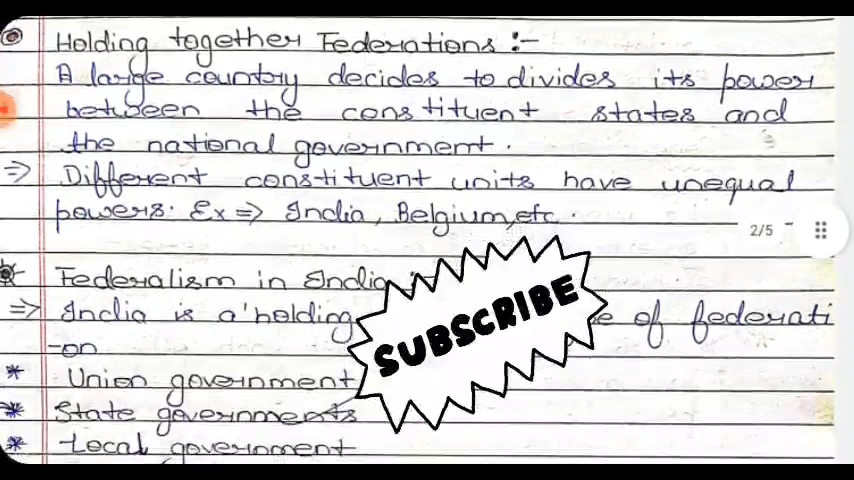 Holding together Federations :-
A large country decides to divides its power
between the constituent states and
the national government.
=> Different constituent units have unequal
powers. Ex => India, Belgium, etc.
2/5
Federalism in India
=> India is a 'holding e of federati
-on
* Union government
* State governments
* Local government
SUBSCRIBE